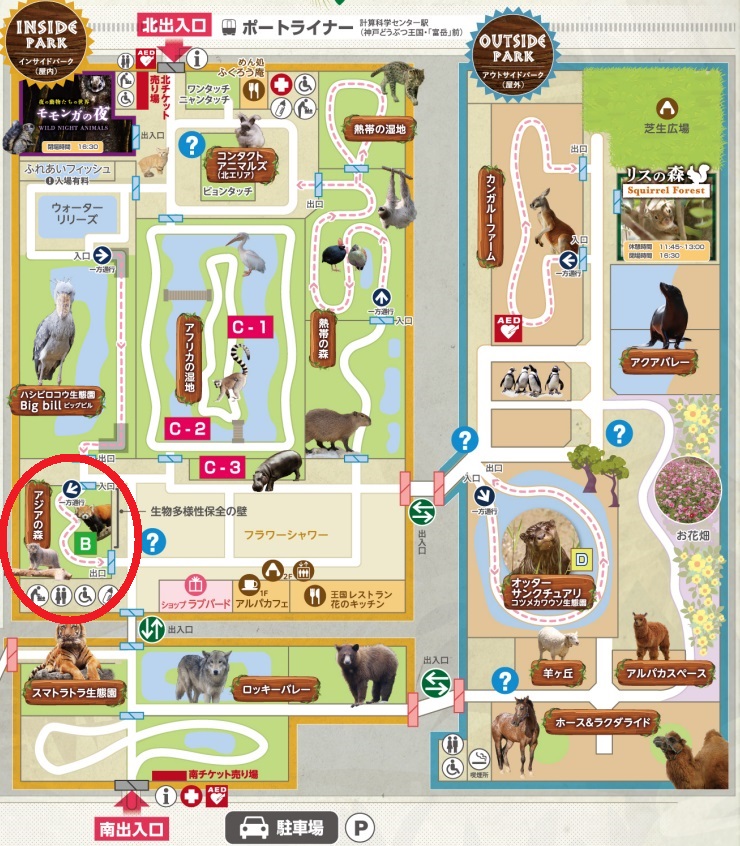 INSIDE
PARK
インサイドパーク
(屋内)
北出入口
ポートライナー
計算科学センター駅
(神戸どうぶつ王国・「富岳」前)
OUTSIDE
PARK
アウトサイドパーク
(屋外)
AED
i
北チケット
売り場
ワンタッチ
ニャンタッチ
めん処
ふくろう庵
夜の動物たちの世界
モモンガの夜
WILD NIGHT ANIMALS
開場時間 16:30
出入口
?
コンタクト
アニマルズ
(北エリア)
ピョンタッチ
熱帯の湿地
出口
ふれあいフィッシュ
入場有料
ウォーター
リリーズ
入口
一方通行
カンガルーファーム
出口
入口
一方通行
AED
芝生広場
リスの森
Squirrel Forest
休憩時間 11:45~13:00
閉場時間 16:30
アクアバレー
ハシビロコウ生態園
Big bill ビッグビル
出口
アフリカの湿地
C-1
C-2
C-3
熱帯の森
一方通行
入口
?
?
アジアの森
入口
一方通行
B
出口
生物多様性保全の壁
?
フラワーシャワー
出入口
ショップ ラブバード
1F
アルパカカフェ
2F
王国レストラン
花のキッチン
出口
入口
一方通行
D
オッター
サンクチュアリ
コツメカワウソ生態園
お花畑
出入口
スマトラトラ生態園
ロッキーバレー
出入口
?
羊ヶ丘
アルパカスペース
ホース&ラクダライド
喫煙所
南チケット売り場
i
AED
南出入口
駐車場
P